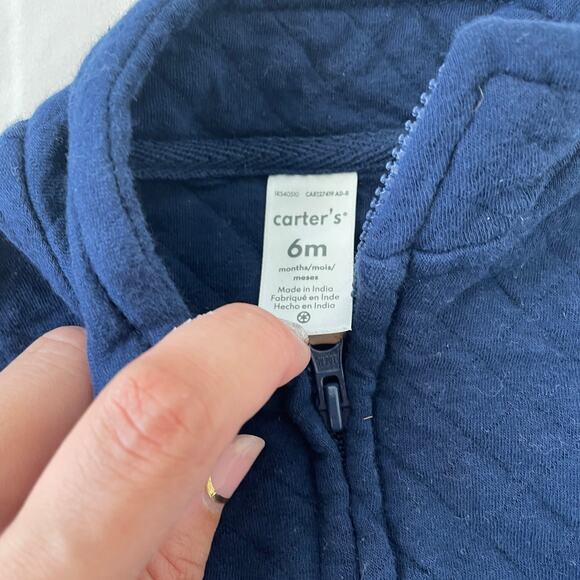 carter's®
6m
months/mois/
meses
Made in India
Fabriqué en Inde
Hecho en India